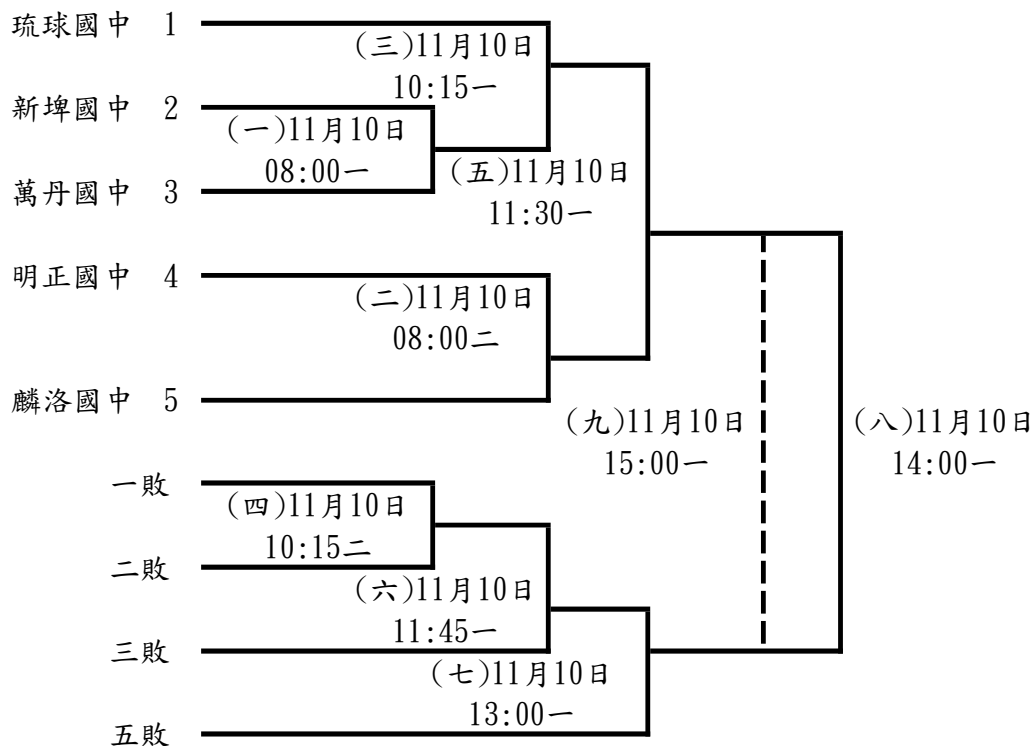 琉球國中 1
(三)11月10日
10:15一
新埤國中 2
(一)11月10日
08:00一
萬丹國中 3
(五)11月10日
11:30一
明正國中 4
(二)11月10日
08:00二
麟洛國中 5
(九)11月10日
15:00一
(八)11月10日
14:00一
一敗
(四)11月10日
10:15二
二敗
(六)11月10日
11:45一
三敗
(七)11月10日
13:00一
五敗